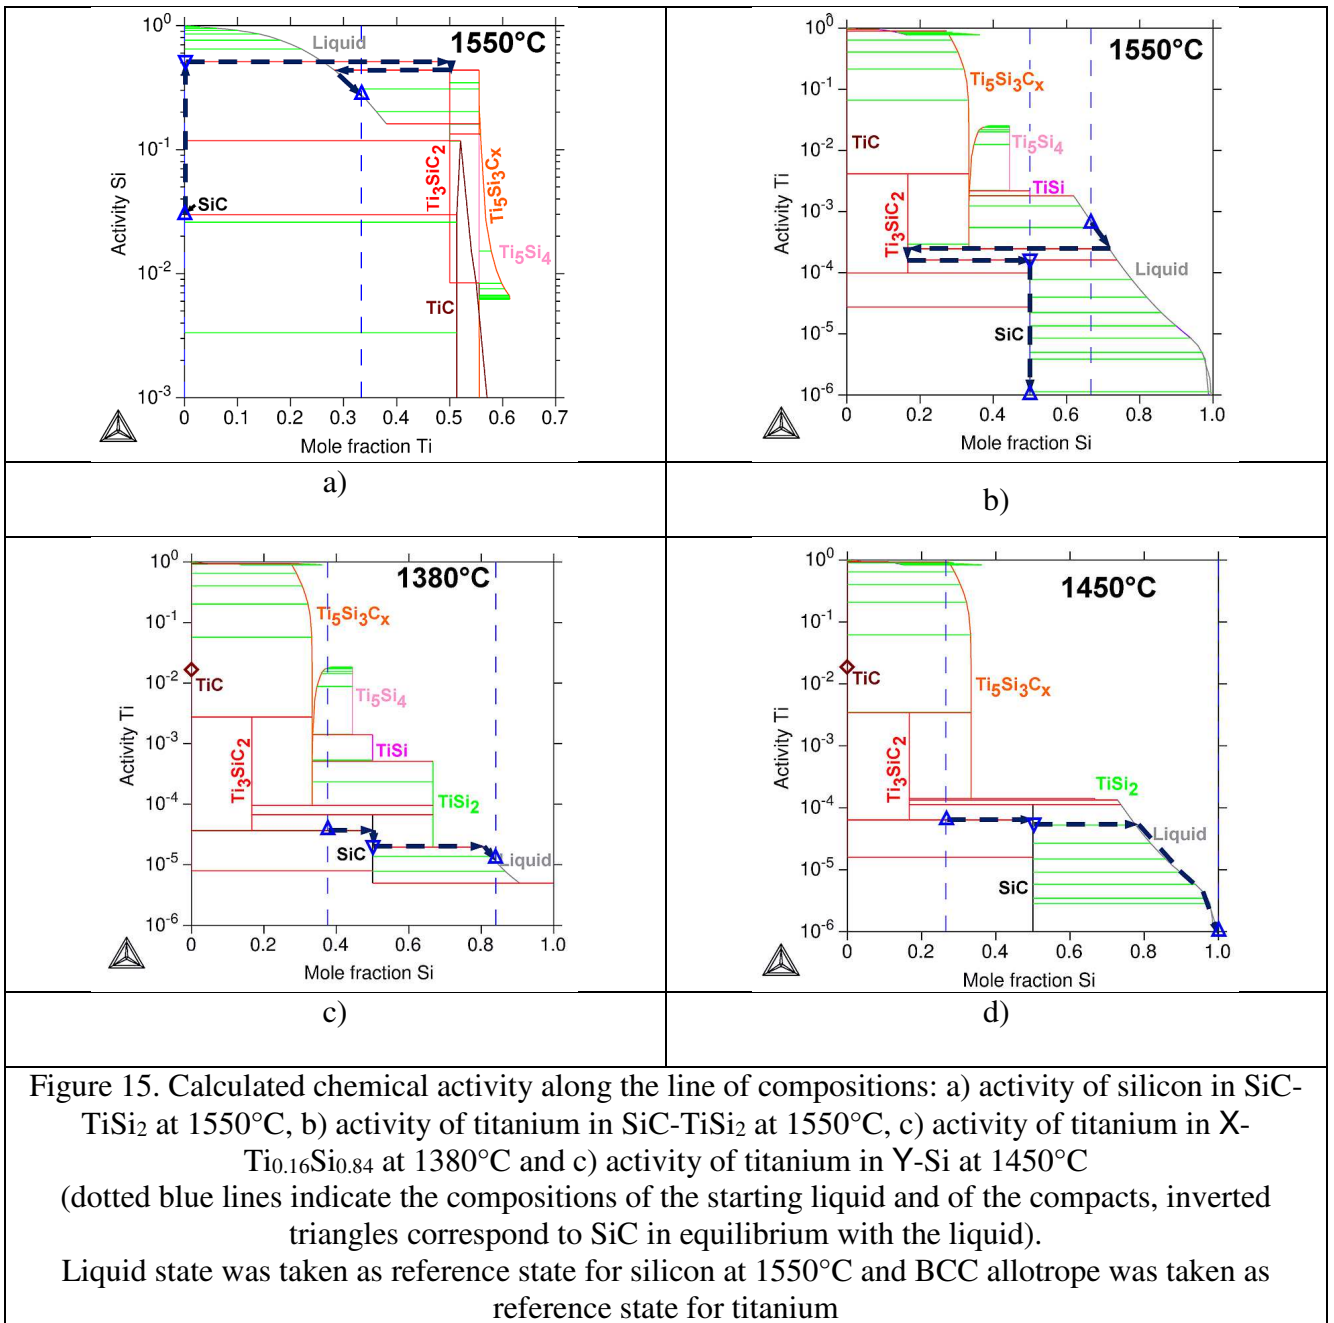 10⁰
10⁻¹
10⁻²
10⁻³
Activity Si
1550°C
Liquid
SiC
Ti₃SiC₂
Ti₅Si₃Cₓ
Ti₅Si₄
TiC
0 0.1 0.2 0.3 0.4 0.5 0.6 0.7
Mole fraction Ti
a)
10⁰
10⁻¹
10⁻²
10⁻³
10⁻⁴
10⁻⁵
10⁻⁶
Activity Ti
1550°C
Ti₅Si₃Cₓ
TiC
Ti₅Si₄
TiSi
Ti₃SiC₂
Liquid
SiC
0 0.2 0.4 0.6 0.8 1.0
Mole fraction Si
b)
10⁰
10⁻¹
10⁻²
10⁻³
10⁻⁴
10⁻⁵
10⁻⁶
Activity Ti
1380°C
Ti₅Si₃Cₓ
TiC
Ti₅Si₄
Ti₃SiC₂
TiSi
TiSi₂
SiC
Liquid
0 0.2 0.4 0.6 0.8 1.0
Mole fraction Si
c)
10⁰
10⁻¹
10⁻²
10⁻³
10⁻⁴
10⁻⁵
10⁻⁶
Activity Ti
1450°C
TiC
Ti₅Si₃Cₓ
Ti₃SiC₂
TiSi₂
Liquid
SiC
0 0.2 0.4 0.6 0.8 1.0
Mole fraction Si
d)
Figure 15. Calculated chemical activity along the line of compositions: a) activity of silicon in SiC-
TiSi₂ at 1550°C, b) activity of titanium in SiC-TiSi₂ at 1550°C, c) activity of titanium in X-
Ti₀.₁₆Si₀.₈₄ at 1380°C and c) activity of titanium in Y-Si at 1450°C
(dotted blue lines indicate the compositions of the starting liquid and of the compacts, inverted
triangles correspond to SiC in equilibrium with the liquid).
Liquid state was taken as reference state for silicon at 1550°C and BCC allotrope was taken as
reference state for titanium